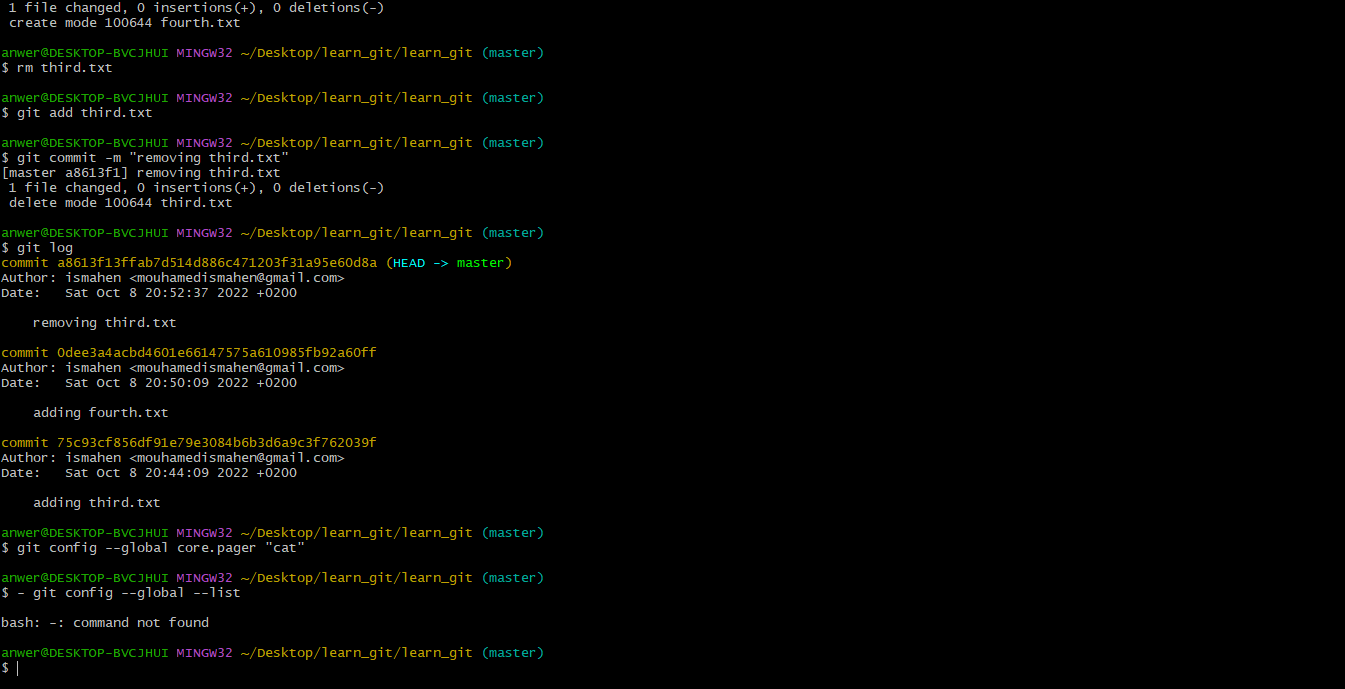 1 file changed, 0 insertions(+), 0 deletions(-)
create mode 100644 fourth.txt
anwer@DESKTOP-BVCJHUI MINGW32 ~/Desktop/learn_git/learn_git (master)
$ rm third.txt
anwer@DESKTOP-BVCJHUI MINGW32 ~/Desktop/learn_git/learn_git (master)
$ git add third.txt
anwer@DESKTOP-BVCJHUI MINGW32 ~/Desktop/learn_git/learn_git (master)
$ git commit -m "removing third.txt"
[master a8613f1] removing third.txt
1 file changed, 0 insertions(+), 0 deletions(-)
delete mode 100644 third.txt
anwer@DESKTOP-BVCJHUI MINGW32 ~/Desktop/learn_git/learn_git (master)
$ git log
commit a8613f13ffab7d514d886c471203f31a95e60d8a (HEAD -> master)
Author: ismahen <mouhamedismahen@gmail.com>
Date:   Sat Oct 8 20:52:37 2022 +0200
removing third.txt
commit 0dee3a4acbd4601e66147575a610985fb92a60ff
Author: ismahen <mouhamedismahen@gmail.com>
Date:   Sat Oct 8 20:50:09 2022 +0200
adding fourth.txt
commit 75c93cf856df91e79e3084b6b3d6a9c3f762039f
Author: ismahen <mouhamedismahen@gmail.com>
Date:   Sat Oct 8 20:44:09 2022 +0200
adding third.txt
anwer@DESKTOP-BVCJHUI MINGW32 ~/Desktop/learn_git/learn_git (master)
$ git config --global core.pager "cat"
anwer@DESKTOP-BVCJHUI MINGW32 ~/Desktop/learn_git/learn_git (master)
$ - git config --global --list
bash: -: command not found
anwer@DESKTOP-BVCJHUI MINGW32 ~/Desktop/learn_git/learn_git (master)
$